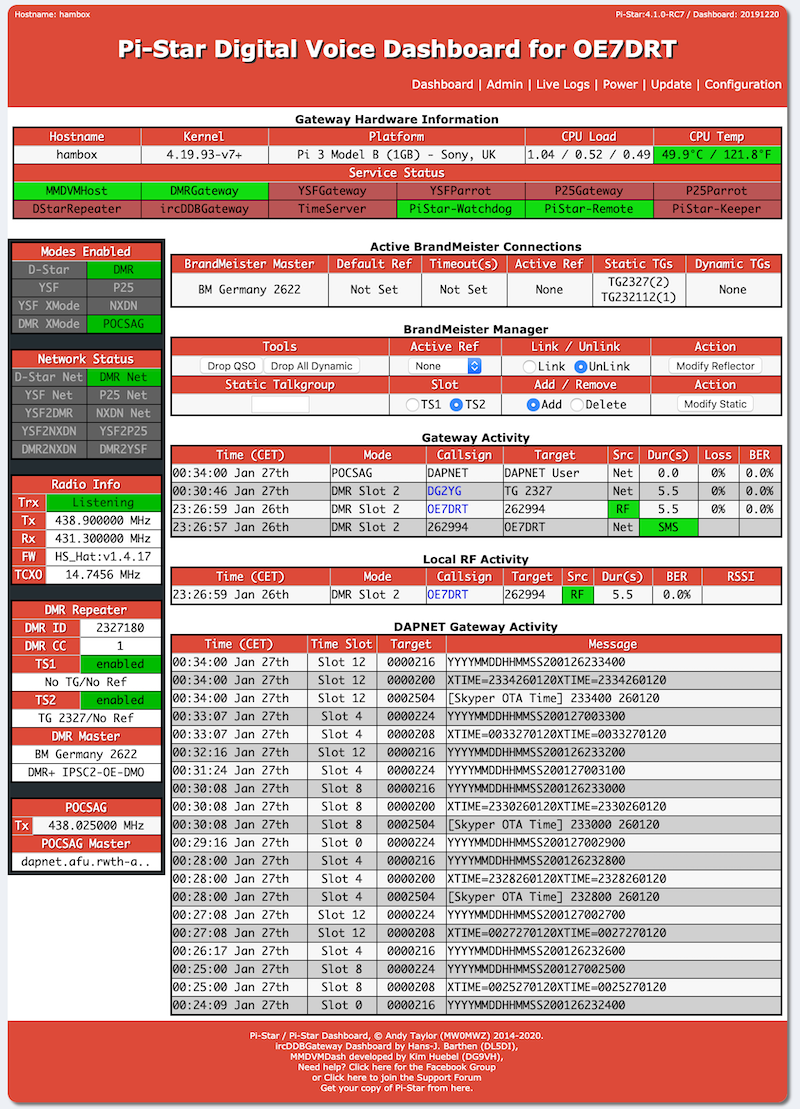 Hostname: hambox Pi-Star:4.1.0-RC7 / Dashboard: 20191220
Pi-Star Digital Voice Dashboard for OE7DRT
Dashboard | Admin | Live Logs | Power | Update | Configuration
Gateway Hardware Information
Hostname Kernel Platform CPU Load CPU Temp
hambox 4.19.93-v7+ Pi 3 Model B (1GB) - Sony, UK 1.04 / 0.52 / 0.49 49.9°C / 121.8°F
Service Status
MMDVMHost DMRGateway YSFGateway YSFParrot P25Gateway P25Parrot
DStarRepeater ircDDBGateway TimeServer PiStar-Watchdog PiStar-Remote PiStar-Keeper
Modes Enabled
D-Star DMR
YSF P25
YSF XMode NXDN
DMR XMode POCSAG
Network Status
D-Star Net DMR Net
YSF Net P25 Net
YSF2DMR NXDN Net
YSF2NXDN YSF2P25
DMR2NXDN DMR2YSF
Radio Info
Trx Listening
Tx 438.900000 MHz
Rx 431.300000 MHz
FW HS_Hat:v1.4.17
TCXO 14.7456 MHz
DMR Repeater
DMR ID 2327180
DMR CC 1
TS1 enabled
No TG/No Ref
TS2 enabled
TG 2327/No Ref
DMR Master
BM Germany 2622
DMR+ IPSC2-OE-DMO
POCSAG
Tx 438.025000 MHz
POCSAG Master
dapnet.afu.rwth-a..
Active BrandMeister Connections
BrandMeister Master Default Ref Timeout(s) Active Ref Static TGs Dynamic TGs
BM Germany 2622 Not Set Not Set None TG2327(2) None
TG232112(1)
BrandMeister Manager
Tools Active Ref Link / Unlink Action
Drop QSO Drop All Dynamic None Link UnLink Modify Reflector
Static Talkgroup Slot Add / Remove Action
TS1 TS2 Add Delete Modify Static
Gateway Activity
Time (CET) Mode Callsign Target Src Dur(s) Loss BER
00:34:00 Jan 27th POCSAG DAPNET DAPNET User Net 0.0 0% 0.0%
00:30:46 Jan 27th DMR Slot 2 DG2YG TG 2327 Net 5.5 0% 0.0%
23:26:59 Jan 26th DMR Slot 2 OE7DRT 262994 RF 5.5 0% 0.0%
23:26:57 Jan 26th DMR Slot 2 262994 OE7DRT Net SMS
Local RF Activity
Time (CET) Mode Callsign Target Src Dur(s) BER RSSI
23:26:59 Jan 26th DMR Slot 2 OE7DRT 262994 RF 5.5 0.0%
DAPNET Gateway Activity
Time (CET) Time Slot Target Message
00:34:00 Jan 27th Slot 12 0000216 YYYYMMDDHHMMSS200126233400
00:34:00 Jan 27th Slot 12 0000200 XTIME=2334260120XTIME=2334260120
00:34:00 Jan 27th Slot 12 0002504 [Skyper OTA Time] 233400 260120
00:33:07 Jan 27th Slot 4 0000224 YYYYMMDDHHMMSS200127003300
00:33:07 Jan 27th Slot 4 0000208 XTIME=0033270120XTIME=0033270120
00:32:16 Jan 27th Slot 12 0000216 YYYYMMDDHHMMSS200126233200
00:31:24 Jan 27th Slot 4 0000224 YYYYMMDDHHMMSS200127003100
00:30:08 Jan 27th Slot 8 0000216 YYYYMMDDHHMMSS200126233000
00:30:08 Jan 27th Slot 8 0000200 XTIME=2330260120XTIME=2330260120
00:30:08 Jan 27th Slot 8 0002504 [Skyper OTA Time] 233000 260120
00:29:16 Jan 27th Slot 0 0000224 YYYYMMDDHHMMSS200127002900
00:28:00 Jan 27th Slot 4 0000216 YYYYMMDDHHMMSS200126232800
00:28:00 Jan 27th Slot 4 0000200 XTIME=2328260120XTIME=2328260120
00:28:00 Jan 27th Slot 4 0002504 [Skyper OTA Time] 232800 260120
00:27:08 Jan 27th Slot 12 0000224 YYYYMMDDHHMMSS200127002700
00:27:08 Jan 27th Slot 12 0000208 XTIME=0027270120XTIME=0027270120
00:26:17 Jan 27th Slot 4 0000216 YYYYMMDDHHMMSS200126232600
00:25:00 Jan 27th Slot 8 0000224 YYYYMMDDHHMMSS200127002500
00:25:00 Jan 27th Slot 8 0000208 XTIME=0025270120XTIME=0025270120
00:24:09 Jan 27th Slot 0 0000216 YYYYMMDDHHMMSS200126232400
Pi-Star / Pi-Star Dashboard, © Andy Taylor (MW0MWZ) 2014-2020.
ircDDBGateway Dashboard by Hans-J. Barthen (DL5DI),
MMDVMDash developed by Kim Huebel (DG9VH),
Need help? Click here for the Facebook Group
or Click here to join the Support Forum
Get your copy of Pi-Star from here.